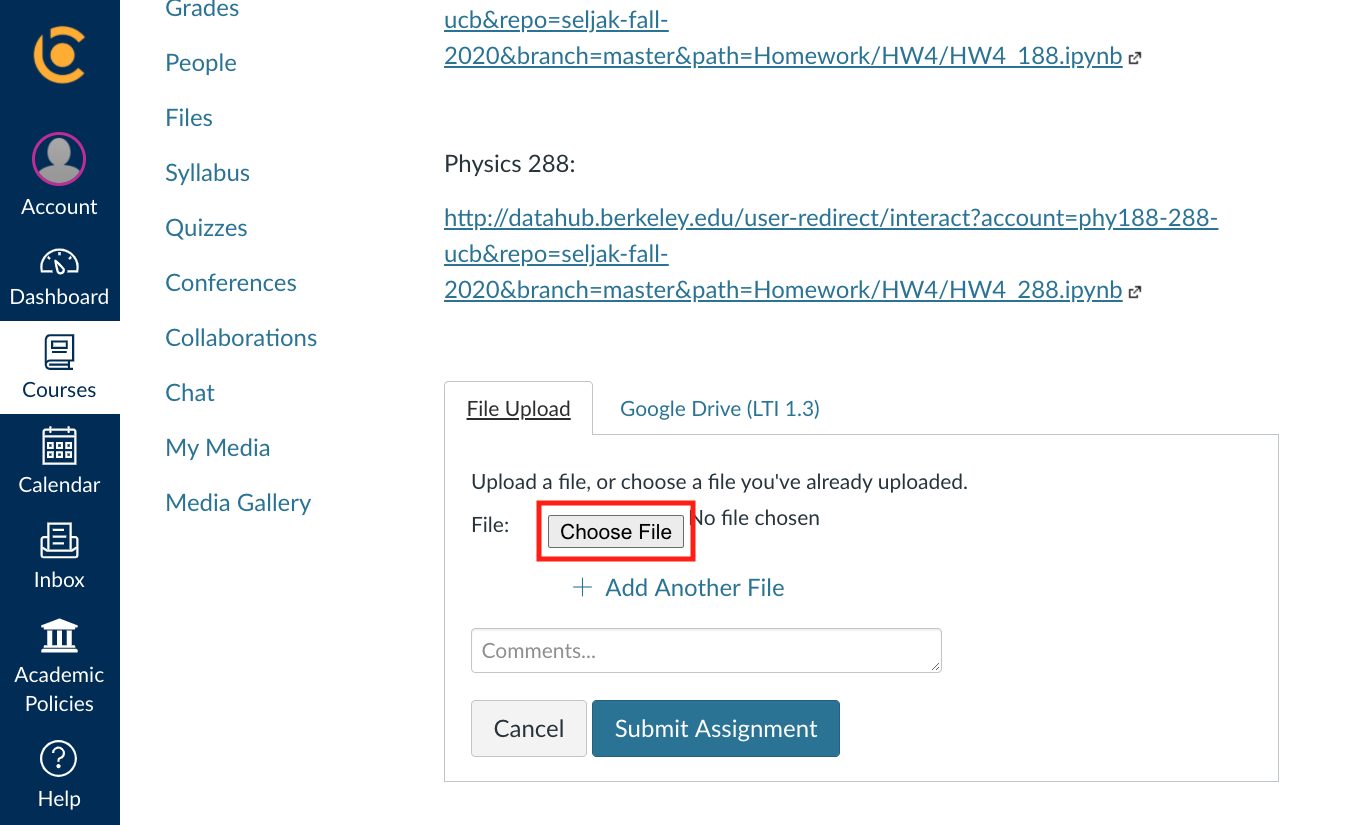 Account
Dashboard
Courses
Calendar
Inbox
Academic
Policies
Help
Grades
People
Files
Syllabus
Quizzes
Conferences
Collaborations
Chat
My Media
Media Gallery
ucb&repo=seljak-fall-
2020&branch=master&path=Homework/HW4/HW4_188.ipynb
Physics 288:
http://datahub.berkeley.edu/user-redirect/interact?account=phy188-288-
ucb&repo=seljak-fall-
2020&branch=master&path=Homework/HW4/HW4_288.ipynb
File Upload
Google Drive (LTI 1.3)
Upload a file, or choose a file you've already uploaded.
File: Choose File No file chosen
+ Add Another File
Comments...
Cancel Submit Assignment